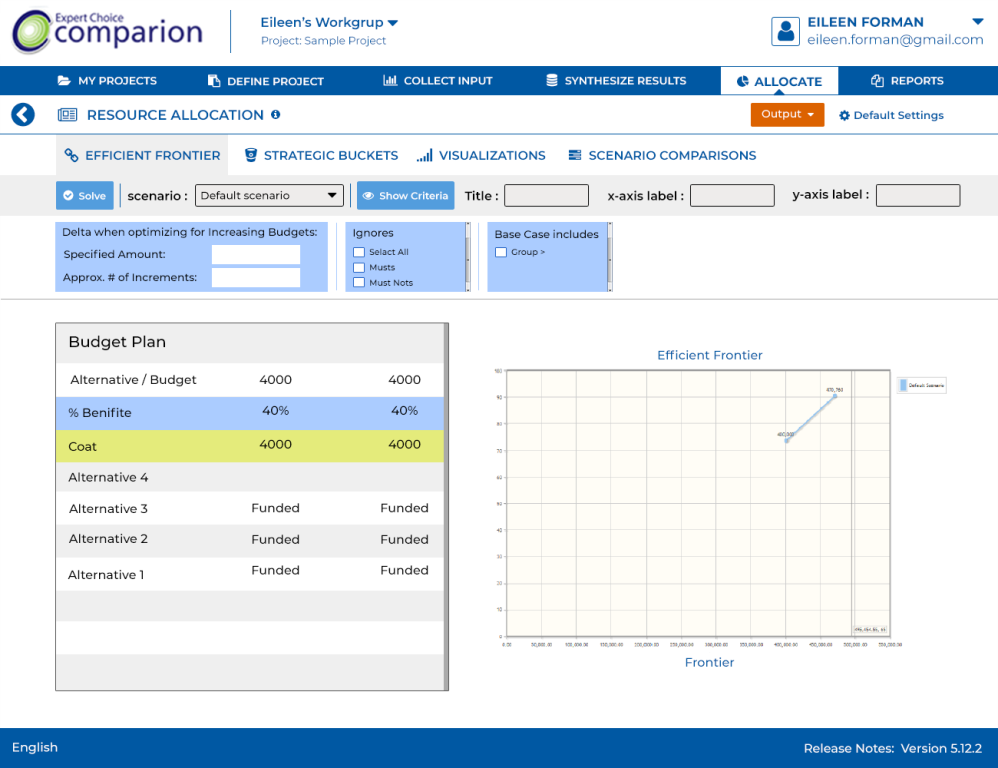 Expert Choice
comparion
Eileen's Workgrup
Project: Sample Project
EILEEN FORMAN
eileen.forman@gmail.com
MY PROJECTS
DEFINE PROJECT
COLLECT INPUT
SYNTHESIZE RESULTS
ALLOCATE
REPORTS
RESOURCE ALLOCATION
Output
Default Settings
EFFICIENT FRONTIER
STRATEGIC BUCKETS
VISUALIZATIONS
SCENARIO COMPARISONS
Solve
scenario :
Default scenario
Show Criteria
Title :
x-axis label :
y-axis label :
Delta when optimizing for Increasing Budgets:
Specified Amount:
Approx. # of Increments:
Ignores
Selact All
Musts
Must Nots
Base Case includes
Group >
Budget Plan
Alternative / Budget 4000 4000
% Benifite 40% 40%
Coat 4000 4000
Alternative 4
Alternative 3 Funded Funded
Alternative 2 Funded Funded
Alternative 1 Funded Funded
Efficient Frontier
Default Scenario
100
90
80
70
60
50
40
30
20
10
0
0.00 50,000.00 100,000.00 150,000.00 200,000.00 250,000.00 300,000.00 350,000.00 400,000.00 450,000.00 500,000.00 550,000.00
Frontier
English
Release Notes: Version 5.12.2